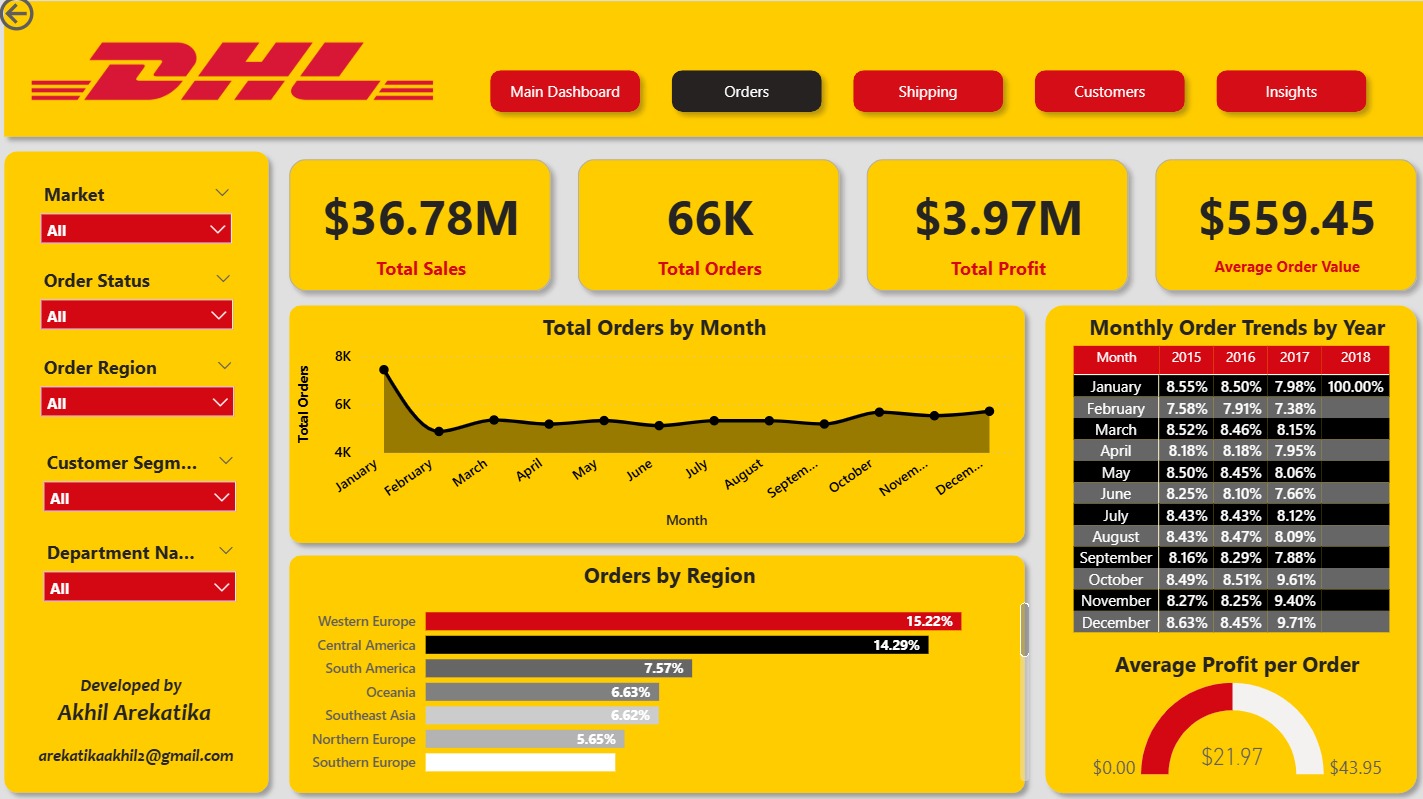 DHL
Main Dashboard
Orders
Shipping
Customers
Insights
Market
All
Order Status
All
Order Region
All
Customer Segm...
All
Department Na...
All
Developed by
Akhil Arekatika
arekatikaakhil2@gmail.com
$36.78M
Total Sales
66K
Total Orders
$3.97M
Total Profit
$559.45
Average Order Value
Total Orders by Month
Total Orders
8K
6K
4K
January
February
March
April
May
June
July
August
Septem...
October
Novem...
Decem...
Month
Orders by Region
Western Europe 15.22%
Central America 14.29%
South America 7.57%
Oceania 6.63%
Southeast Asia 6.62%
Northern Europe 5.65%
Southern Europe
Monthly Order Trends by Year
Month 2015 2016 2017 2018
January 8.55% 8.50% 7.98% 100.00%
February 7.58% 7.91% 7.38%
March 8.52% 8.46% 8.15%
April 8.18% 8.18% 7.95%
May 8.50% 8.45% 8.06%
June 8.25% 8.10% 7.66%
July 8.43% 8.43% 8.12%
August 8.43% 8.47% 8.09%
September 8.16% 8.29% 7.88%
October 8.49% 8.51% 9.61%
November 8.27% 8.25% 9.40%
December 8.63% 8.45% 9.71%
Average Profit per Order
$0.00
$21.97
$43.95